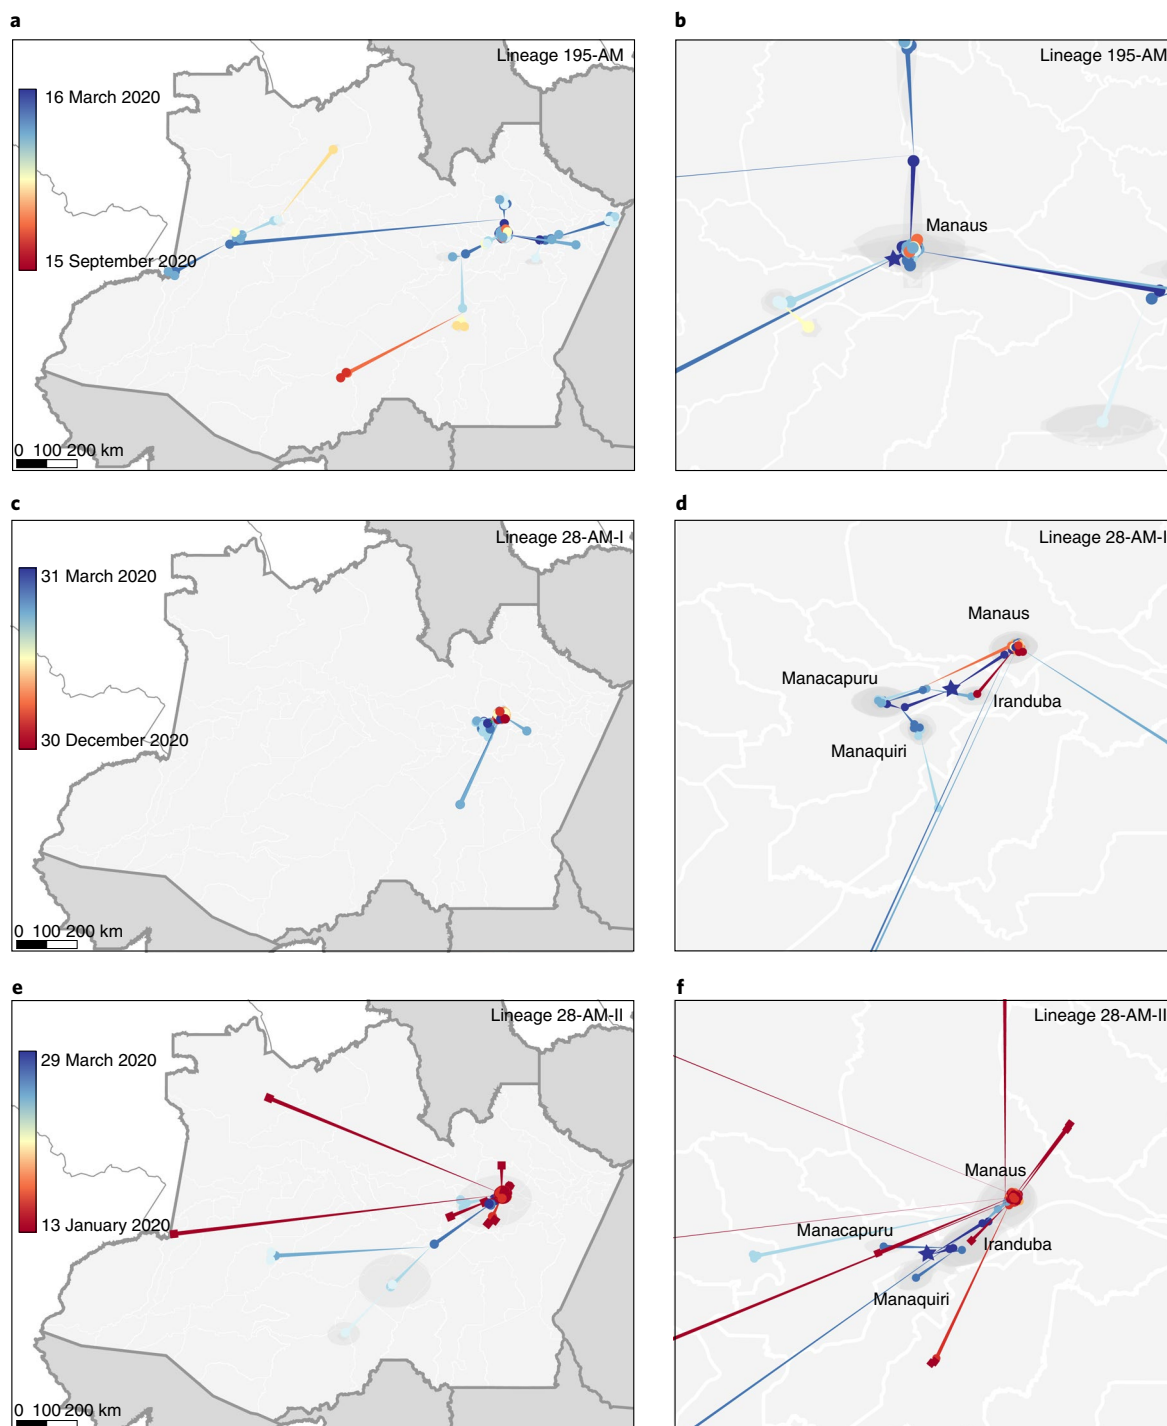 a
Lineage 195-AM
16 March 2020
15 September 2020
0 100 200 km
b
Lineage 195-AM
Manaus
c
Lineage 28-AM-I
31 March 2020
30 December 2020
0 100 200 km
d
Lineage 28-AM-I
Manaus
Manacapuru
Iranduba
Manaquiri
e
Lineage 28-AM-II
29 March 2020
13 January 2020
0 100 200 km
f
Lineage 28-AM-II
Manaus
Manacapuru
Iranduba
Manaquiri